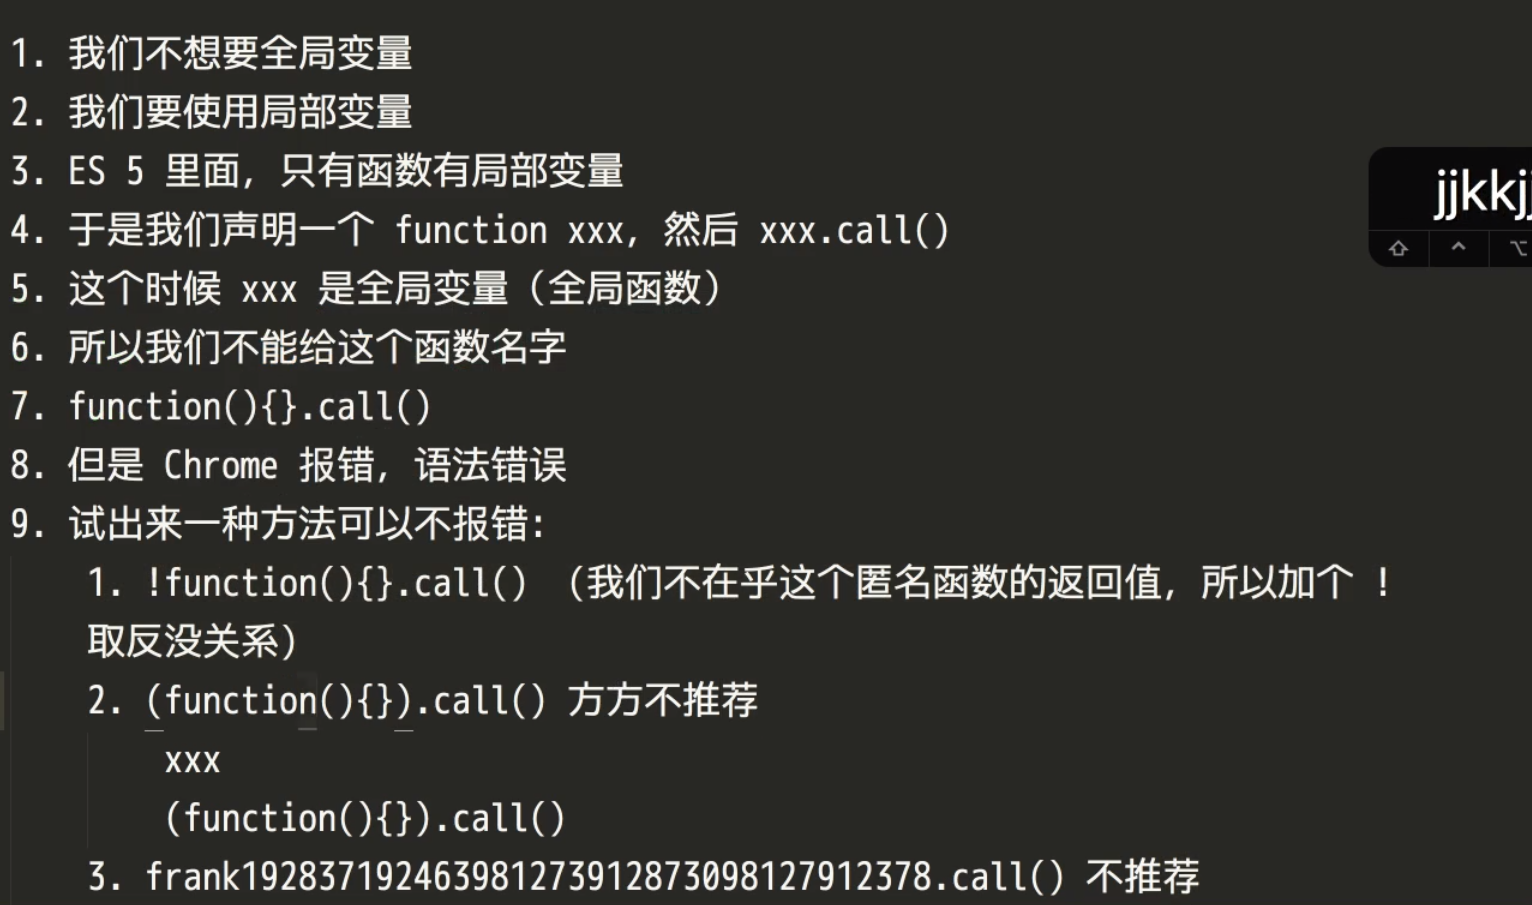 1. 我们不想要全局变量
2. 我们要使用局部变量
3. ES 5 里面，只有函数有局部变量
4. 于是我们声明一个 function xxx，然后 xxx.call()
5. 这个时候 xxx 是全局变量（全局函数）
6. 所以我们不能给这个函数名字
7. function(){}.call()
8. 但是 Chrome 报错，语法错误
9. 试出来一种方法可以不报错：
1. !function(){}.call() （我们不在乎这个匿名函数的返回值，所以加个 !
取反没关系）
2. (function(){}).call() 方方不推荐
xxx
(function(){}).call()
3. frank1928371924639812739128730981279​12378.call() 不推荐
jjkkjj